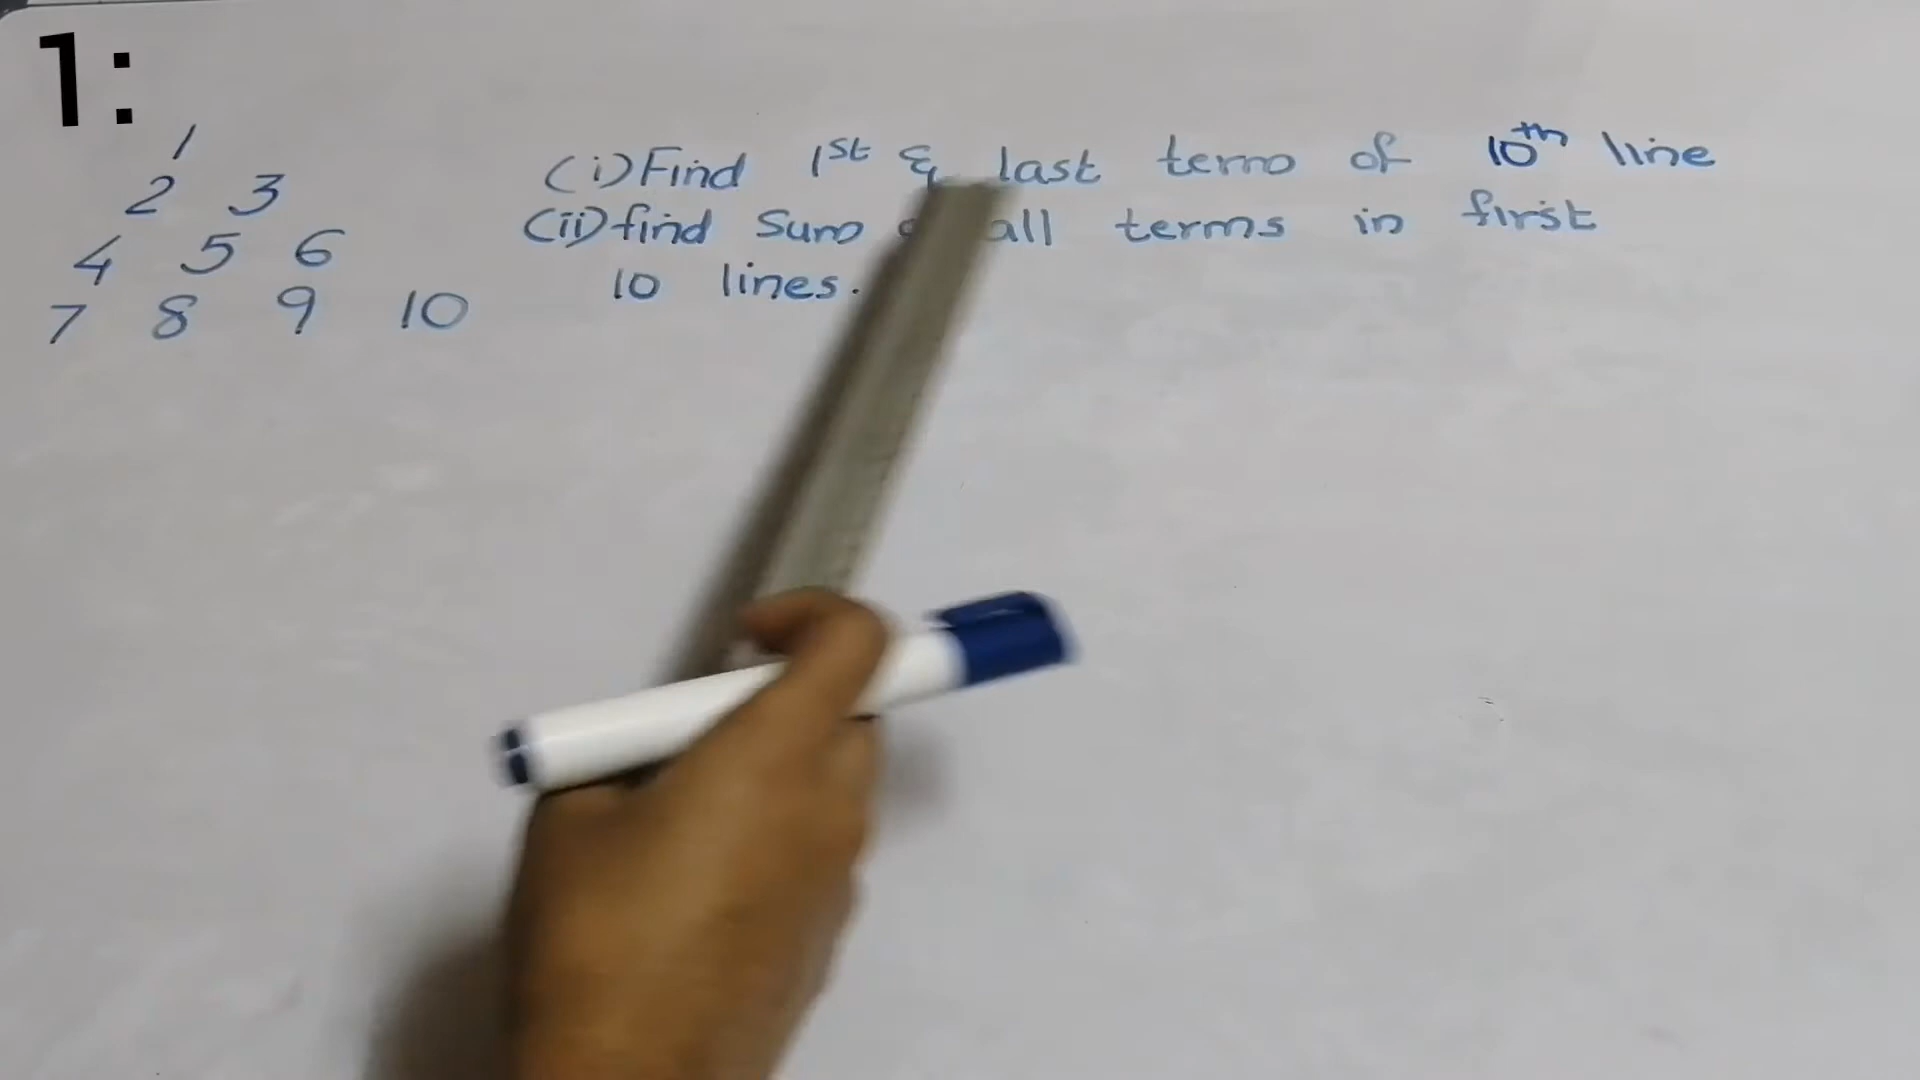 1:
1
2 3
4 5 6
7 8 9 10
(i) Find 1st & last term of 10th line
(ii) find sum all terms in first
10 lines.